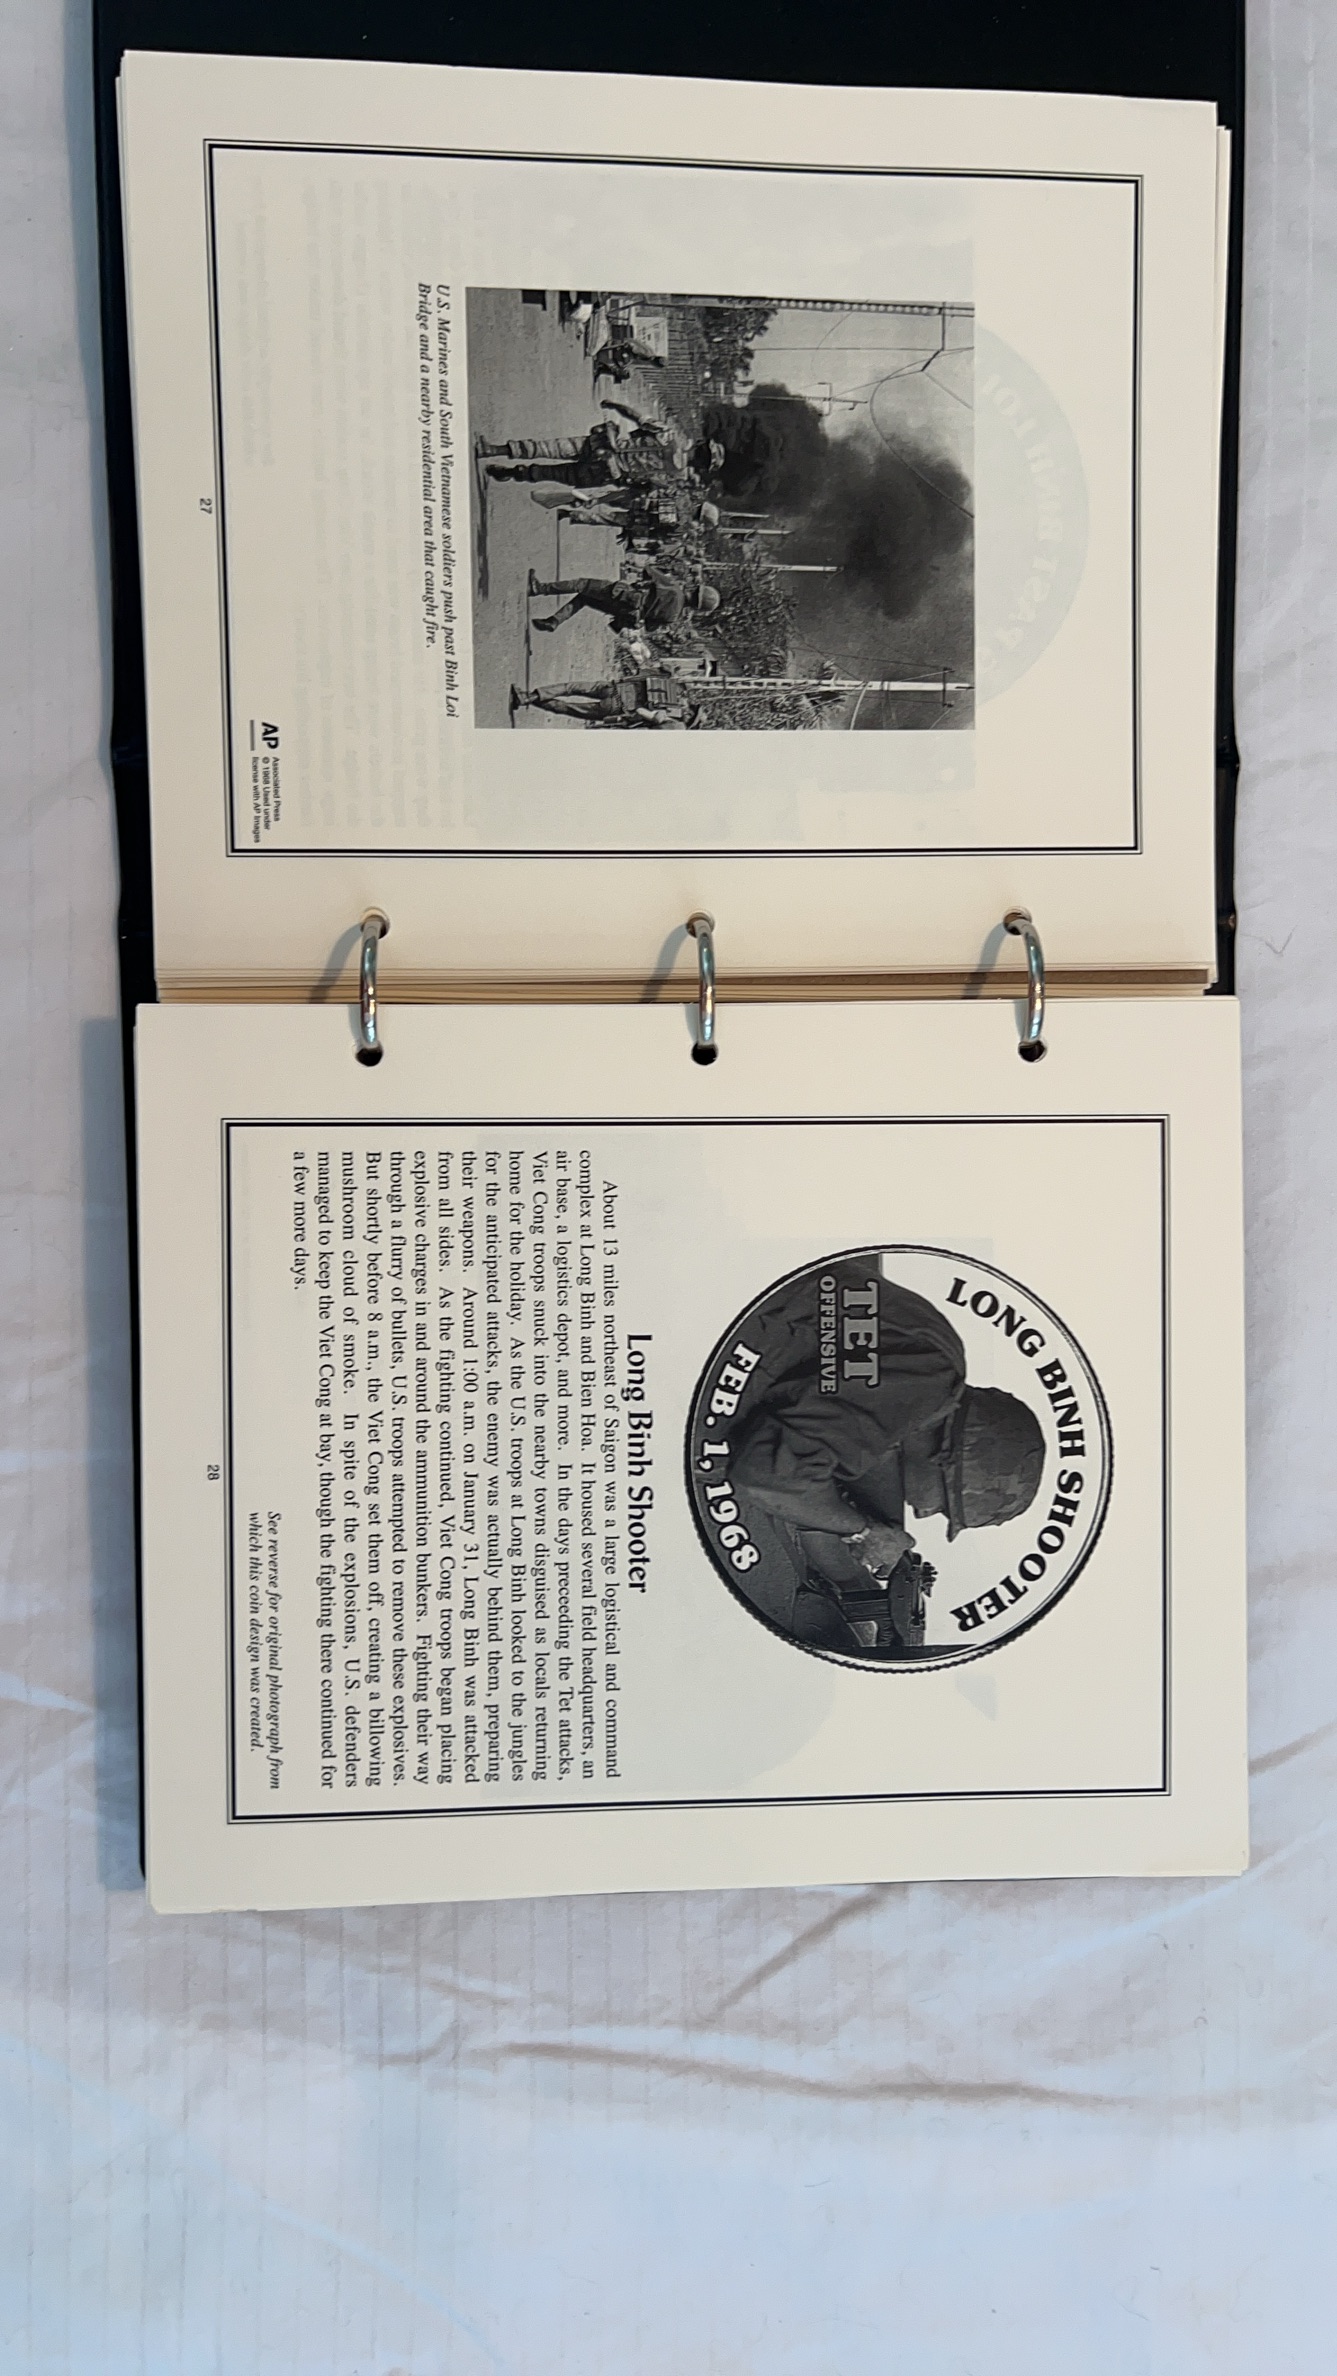 U.S. Marines and South Vietnamese soldiers push past Binh Loi
Bridge and a nearby residential area that caught fire.
AP
Associated Press
© 1968 Used under
license with AP Images
27
LONG BINH SHOOTER
TET
OFFENSIVE
FEB. 1, 1968
Long Binh Shooter
About 13 miles northeast of Saigon was a large logistical and command
complex at Long Binh and Bien Hoa. It housed several field headquarters, an
air base, a logistics depot, and more. In the days preceeding the Tet attacks,
Viet Cong troops snuck into the nearby towns disguised as locals returning
home for the holiday. As the U.S. troops at Long Binh looked to the jungles
for the anticipated attacks, the enemy was actually behind them, preparing
their weapons. Around 1:00 a.m. on January 31, Long Binh was attacked
from all sides. As the fighting continued, Viet Cong troops began placing
explosive charges in and around the ammunition bunkers. Fighting their way
through a flurry of bullets, U.S. troops attempted to remove these explosives.
But shortly before 8 a.m., the Viet Cong set them off, creating a billowing
mushroom cloud of smoke. In spite of the explosions, U.S. defenders
managed to keep the Viet Cong at bay, though the fighting there continued for
a few more days.
See reverse for original photograph from
which this coin design was created.
28